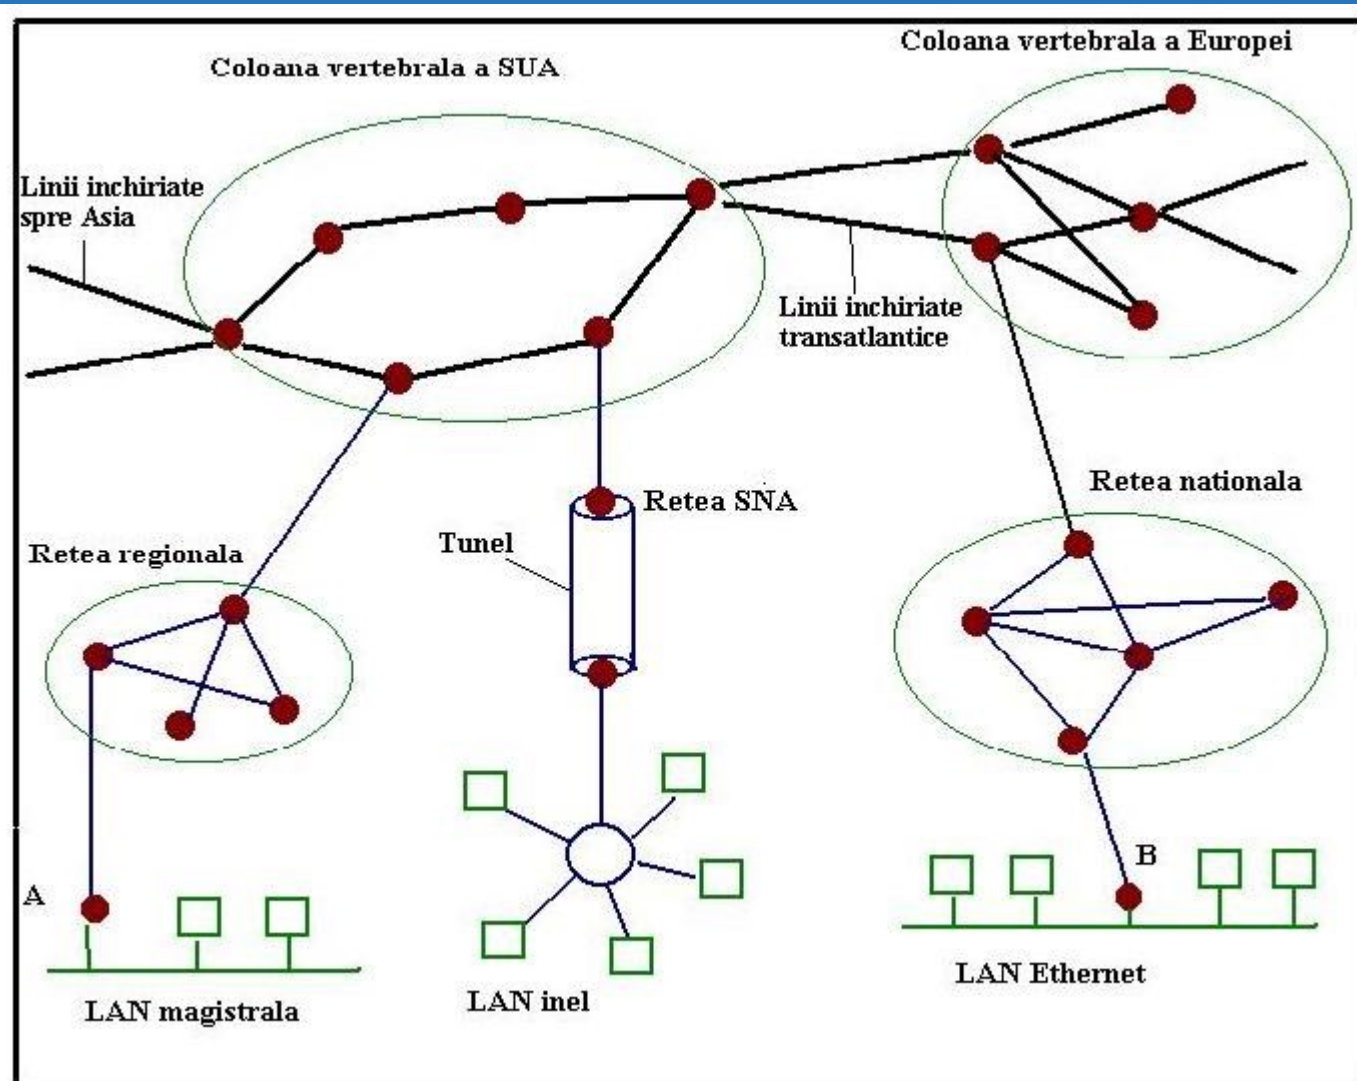 Coloana vertebrala a Europei
Coloana vertebrala a SUA
Linii inchiriate
spre Asia
Linii inchiriate
transatlantice
Retea nationala
Retea SNA
Tunel
Retea regionala
B
A
LAN Ethernet
LAN inel
LAN magistrala